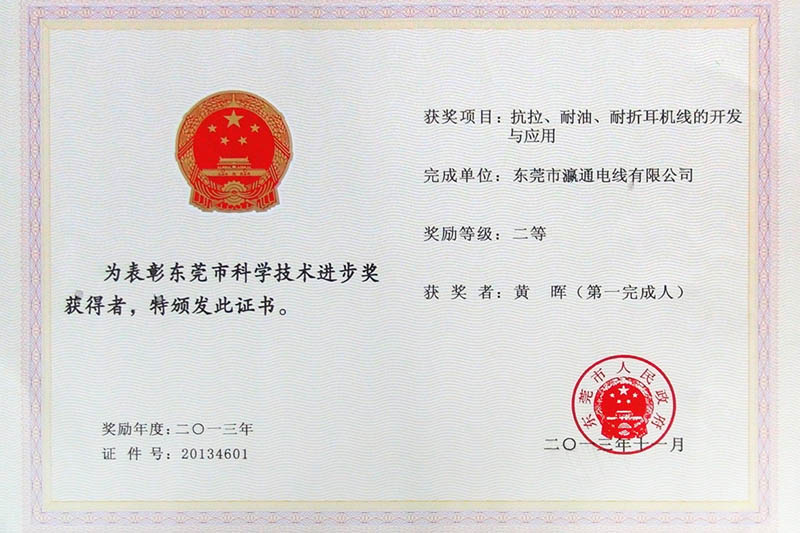 为表彰东莞市科学技术进步奖
获得者，特颁发此证书。
奖励年度：二〇一三年
证 件 号：20134601
获奖项目：抗拉、耐油、耐折耳机线的开发
与应用
完成单位：东莞市瀛通电线有限公司
奖励等级：二等
获 奖 者：黄　晖（第一完成人）
东莞市人民政府
二〇一三年十一月